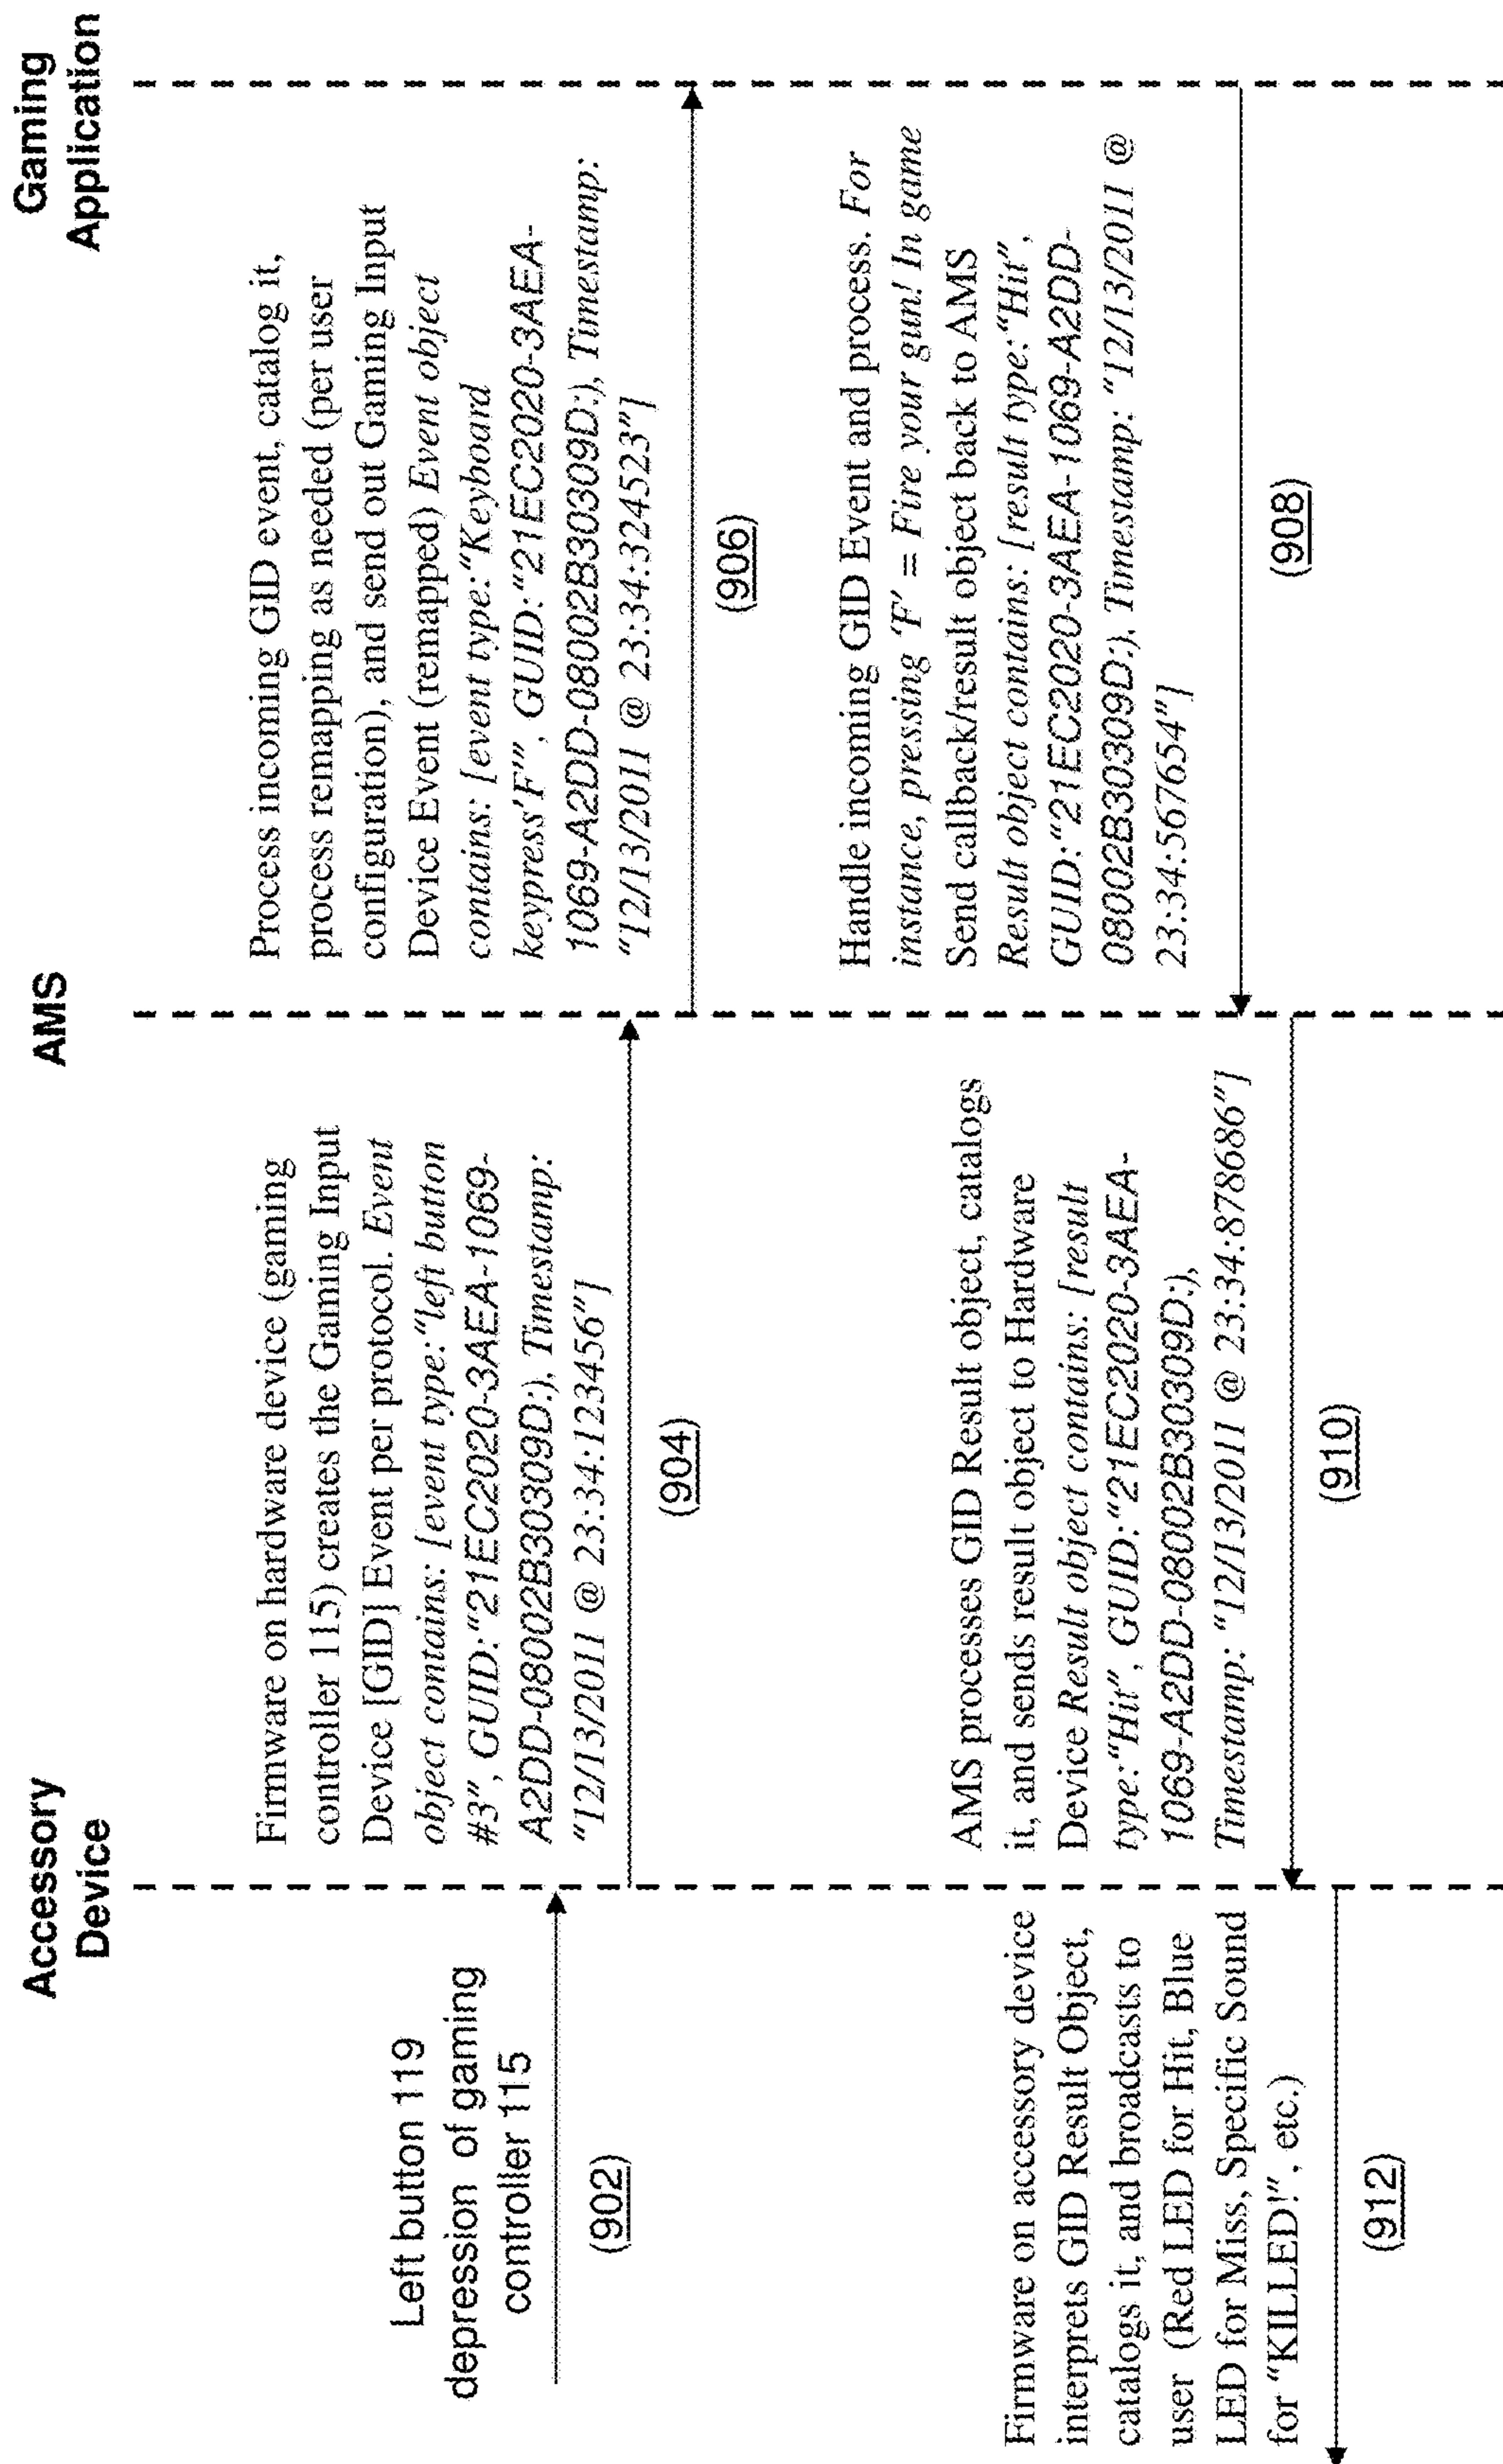 Accessory
Device
AMS
Gaming
Application
Left button 119
depression of gaming
controller 115
(902)
Firmware on hardware device (gaming
controller 115) creates the Gaming Input
Device [GID] Event per protocol. Event
object contains: [event type:"left button
#3", GUID:"21EC2020-3AEA-1069-
A2DD-08002B30309D:), Timestamp:
"12/13/2011 @ 23:34:123456"]
(904)
Process incoming GID event, catalog it,
process remapping as needed (per user
configuration), and send out Gaming Input
Device Event (remapped) Event object
contains: [event type:"Keyboard
keypress'F'", GUID:"21EC2020-3AEA-
1069-A2DD-08002B30309D:), Timestamp:
"12/13/2011 @ 23:34:324523"]
(906)
Handle incoming GID Event and process. For
instance, pressing 'F' = Fire your gun! In game
Send callback/result object back to AMS
Result object contains: [result type:"Hit",
GUID:"21EC2020-3AEA-1069-A2DD-
08002B30309D:), Timestamp: "12/13/2011 @
23:34:567654"]
(908)
AMS processes GID Result object, catalogs
it, and sends result object to Hardware
Device Result object contains: [result
type:"Hit", GUID:"21EC2020-3AEA-
1069-A2DD-08002B30309D:),
Timestamp: "12/13/2011 @ 23:34:878686"]
(910)
Firmware on accessory device
interprets GID Result Object,
catalogs it, and broadcasts to
user (Red LED for Hit, Blue
LED for Miss, Specific Sound
for "KILLED!", etc.)
(912)